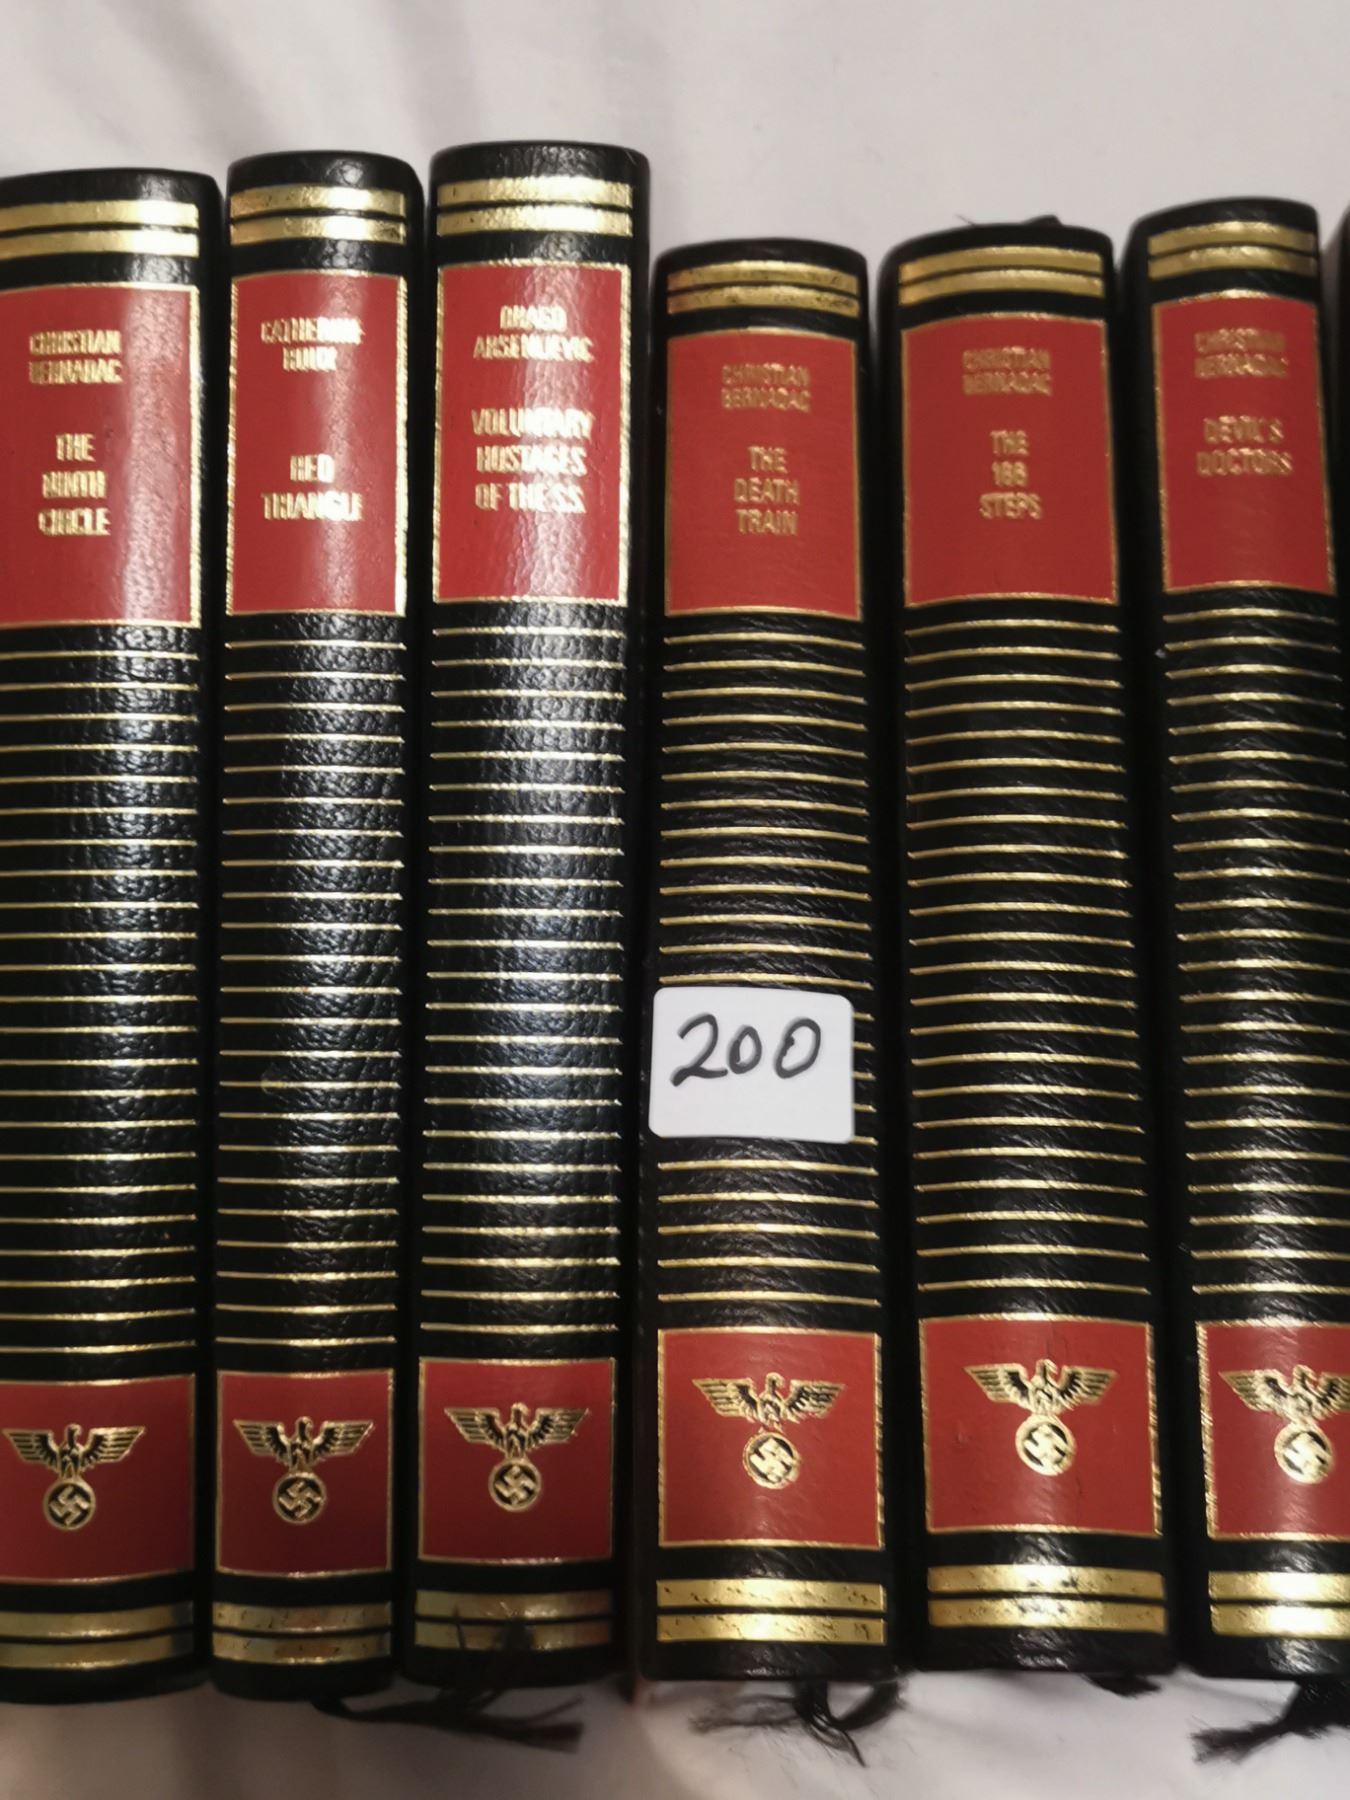 CHRISTIAN
BERNADAC
THE
NINTH
CIRCLE
CATHERINE
ROUX
RED
TRIANGLE
DRAGO
ARSENIJEVIC
VOLUNTARY
HOSTAGES
OF THE S.S.
CHRISTIAN
BERNADAC
THE
DEATH
TRAIN
CHRISTIAN
BERNADAC
THE
186
STEPS
CHRISTIAN
BERNADAC
DEVIL'S
DOCTORS
200